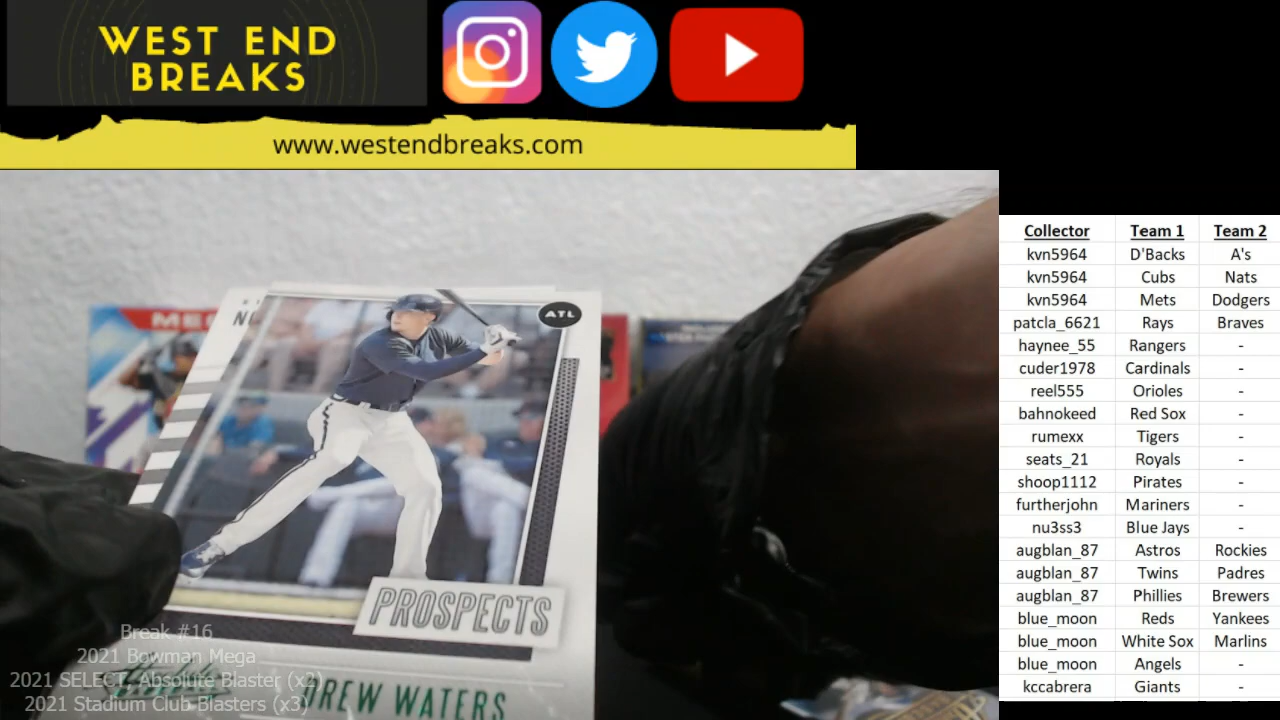 WEST END
BREAKS
www.westendbreaks.com
ATL
PROSPECTS
DREW WATERS
Break #16
2021 Bowman Mega
2021 SELECT, Absolute Blaster (x2)
2021 Stadium Club Blasters (x3)
Collector Team 1 Team 2
kvn5964 D'Backs A's
kvn5964 Cubs Nats
kvn5964 Mets Dodgers
patcla_6621 Rays Braves
haynee_55 Rangers -
cuder1978 Cardinals -
reel555 Orioles -
bahnokeed Red Sox -
rumexx Tigers -
seats_21 Royals -
shoop1112 Pirates -
furtherjohn Mariners -
nu3ss3 Blue Jays -
augblan_87 Astros Rockies
augblan_87 Twins Padres
augblan_87 Phillies Brewers
blue_moon Reds Yankees
blue_moon White Sox Marlins
blue_moon Angels -
kccabrera Giants -